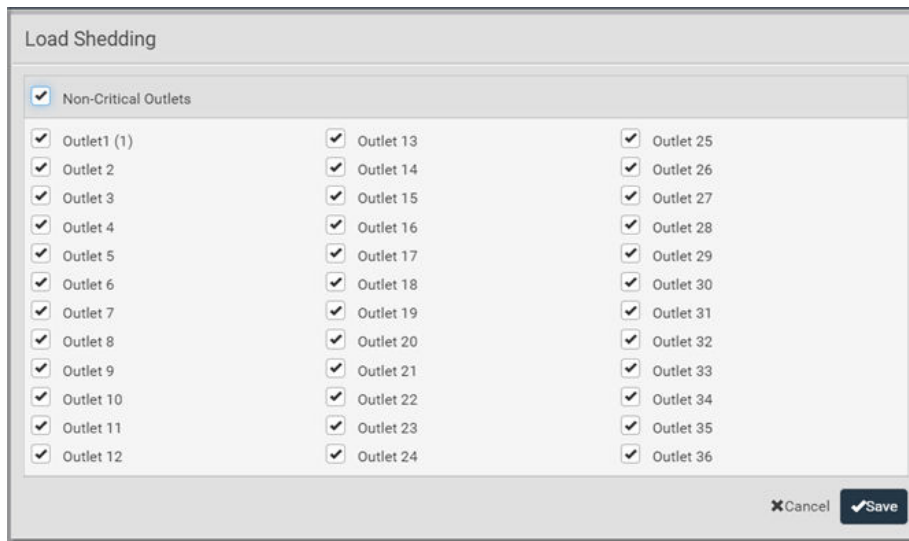 Load Shedding
Non-Critical Outlets
Outlet1 (1)
Outlet 2
Outlet 3
Outlet 4
Outlet 5
Outlet 6
Outlet 7
Outlet 8
Outlet 9
Outlet 10
Outlet 11
Outlet 12
Outlet 13
Outlet 14
Outlet 15
Outlet 16
Outlet 17
Outlet 18
Outlet 19
Outlet 20
Outlet 21
Outlet 22
Outlet 23
Outlet 24
Outlet 25
Outlet 26
Outlet 27
Outlet 28
Outlet 29
Outlet 30
Outlet 31
Outlet 32
Outlet 33
Outlet 34
Outlet 35
Outlet 36
Cancel
Save